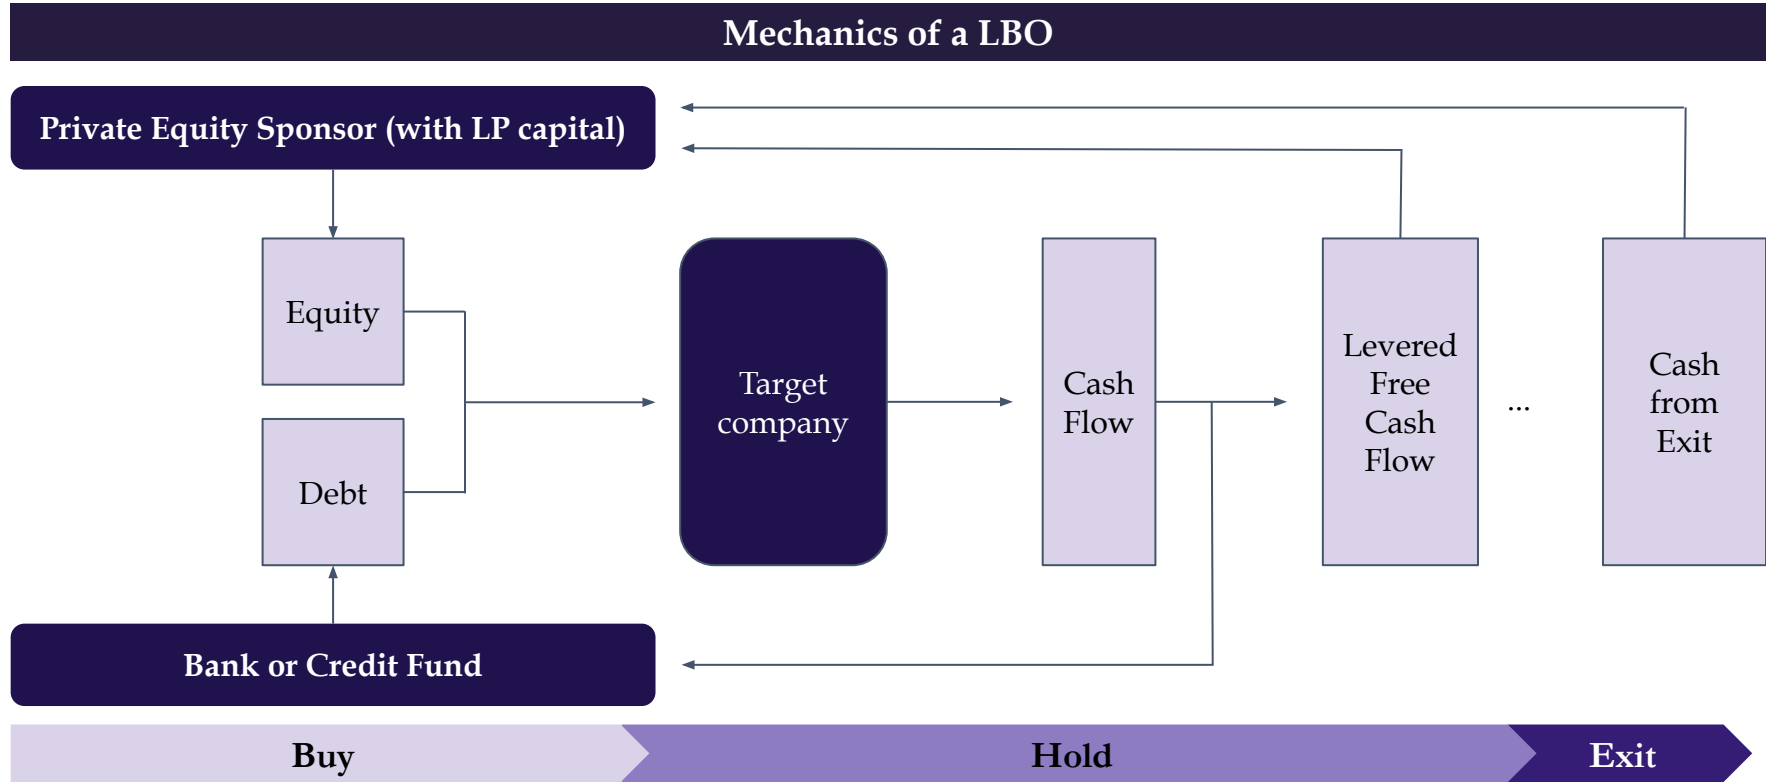 Mechanics of a LBO
Private Equity Sponsor (with LP capital)
Equity
Debt
Target
company
Cash
Flow
Levered
Free
Cash
Flow
...
Cash
from
Exit
Bank or Credit Fund
Buy
Hold
Exit